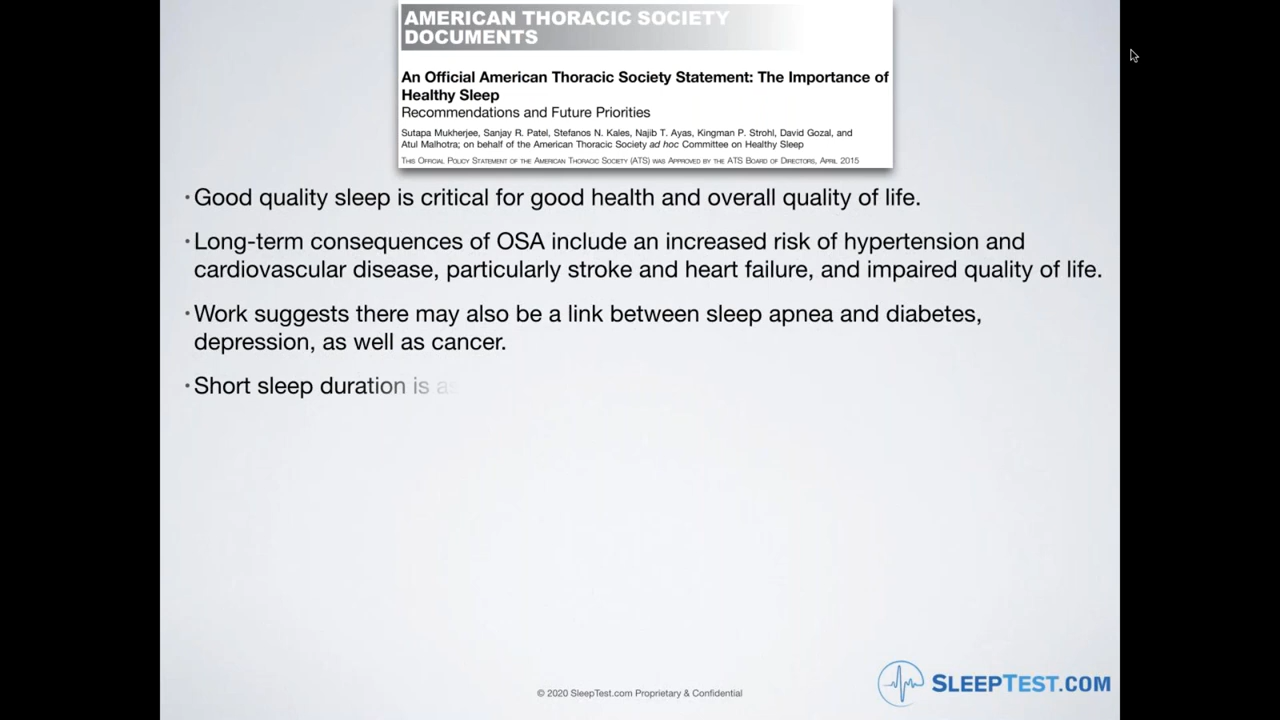 AMERICAN THORACIC SOCIETY
DOCUMENTS
An Official American Thoracic Society Statement: The Importance of
Healthy Sleep
Recommendations and Future Priorities
Sutapa Mukherjee, Sanjay R. Patel, Stefanos N. Kales, Najib T. Ayas, Kingman P. Strohl, David Gozal, and
Atul Malhotra; on behalf of the American Thoracic Society ad hoc Committee on Healthy Sleep
THIS OFFICIAL POLICY STATEMENT OF THE AMERICAN THORACIC SOCIETY (ATS) WAS APPROVED BY THE ATS BOARD OF DIRECTORS, APRIL 2015
• Good quality sleep is critical for good health and overall quality of life.
• Long-term consequences of OSA include an increased risk of hypertension and
cardiovascular disease, particularly stroke and heart failure, and impaired quality of life.
• Work suggests there may also be a link between sleep apnea and diabetes,
depression, as well as cancer.
• Short sleep duration is as
© 2020 SleepTest.com Proprietary & Confidential
SLEEPTEST.COM